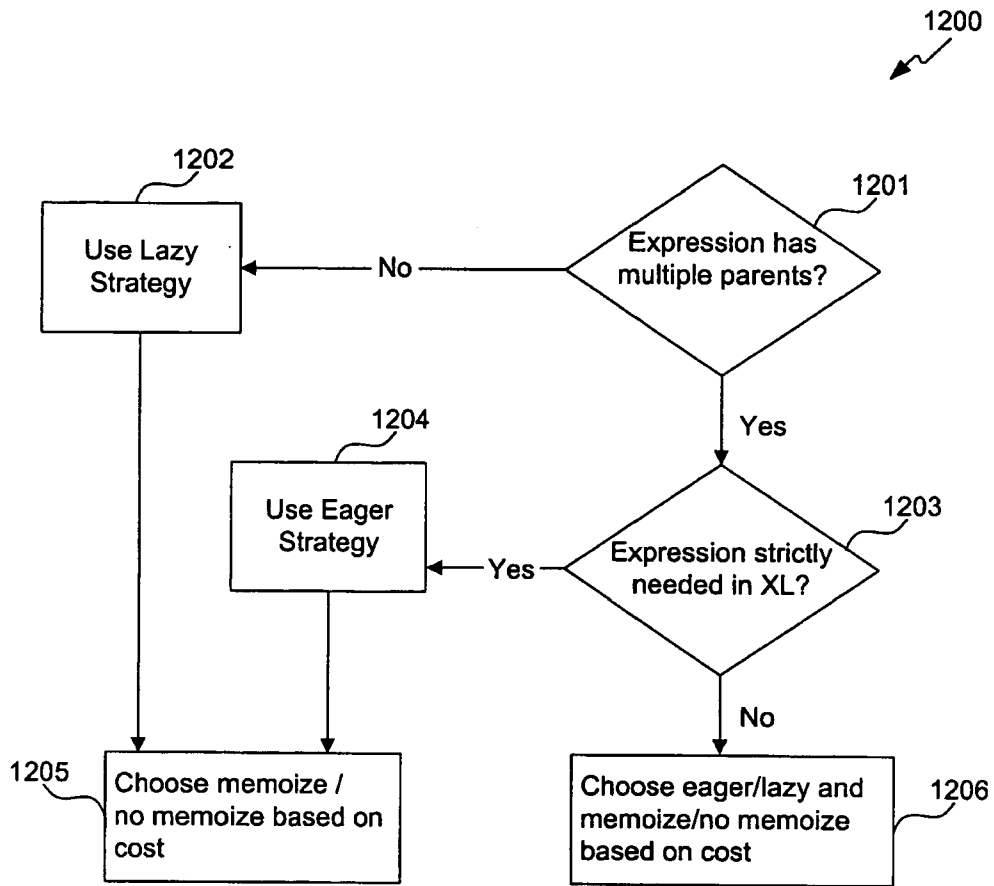 1200
1202
1201
Use Lazy
Strategy
No
Expression has
multiple parents?
Yes
1204
Use Eager
Strategy
Yes
1203
Expression strictly
needed in XL?
No
1205
Choose memoize /
no memoize based on
cost
Choose eager/lazy and
memoize/no memoize
based on cost
1206